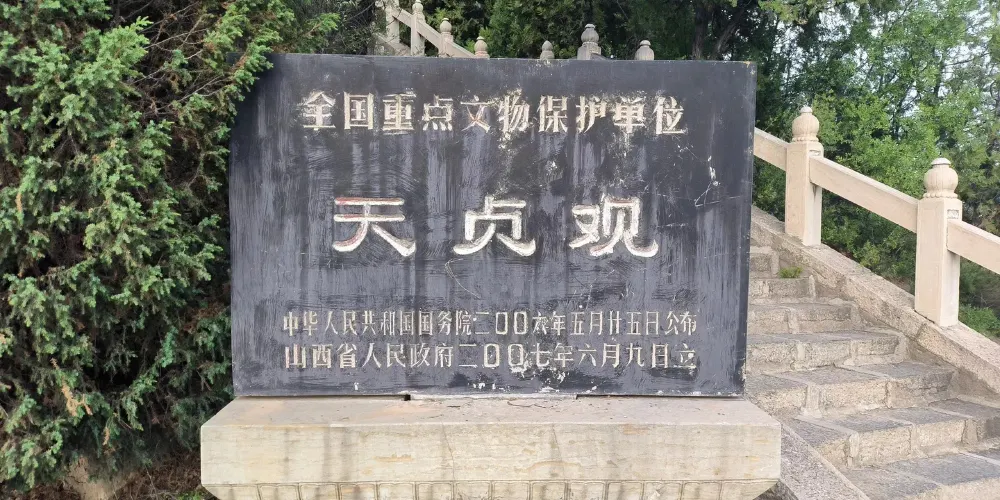 全国重点文物保护单位
天贞观
中华人民共和国国务院二〇〇六年五月廿五日公布
山西省人民政府二〇〇七年六月九日立